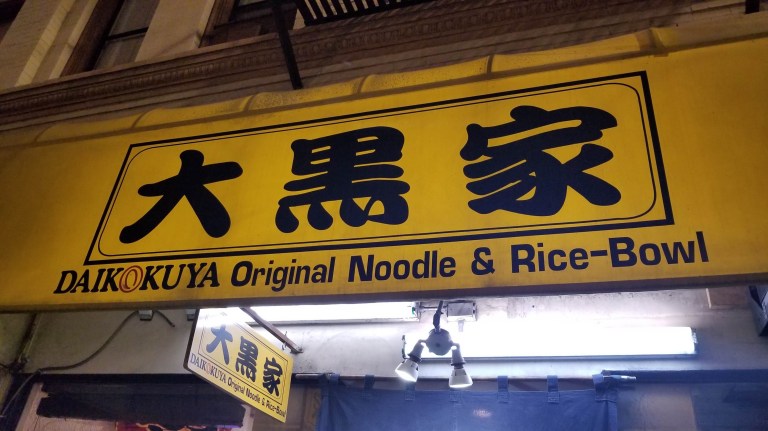 大黒家
DAIKOKUYA Original Noodle & Rice-Bowl
大黒家
DAIKOKUYA Original Noodle & Rice-Bowl